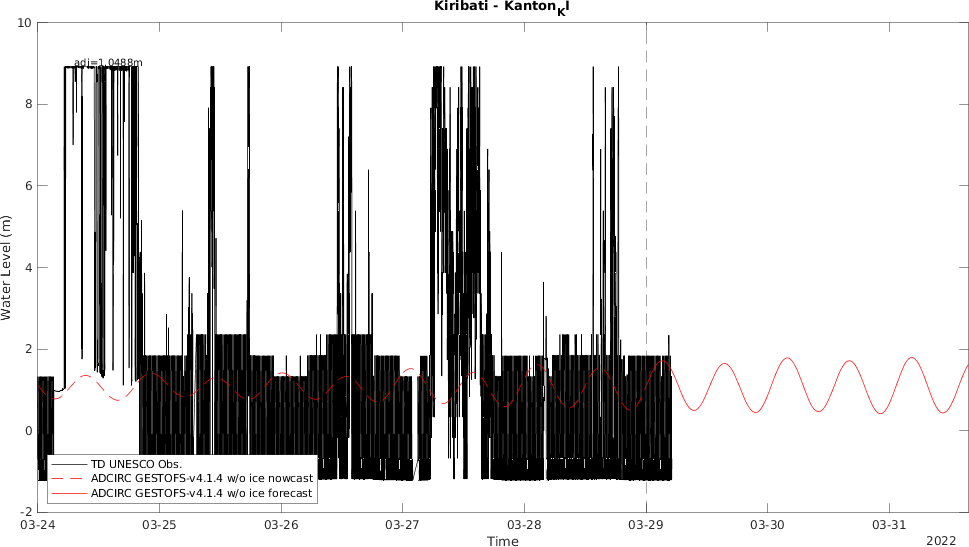 Kiribati - Kanton_KI
10
adj=1.0488m
8
6
4
2
0
-2
Water Level (m)
TD UNESCO Obs.
ADCIRC GESTOFS-v4.1.4 w/o ice nowcast
ADCIRC GESTOFS-v4.1.4 w/o ice forecast
03-24 03-25 03-26 03-27 03-28 03-29 03-30 03-31
Time
2022